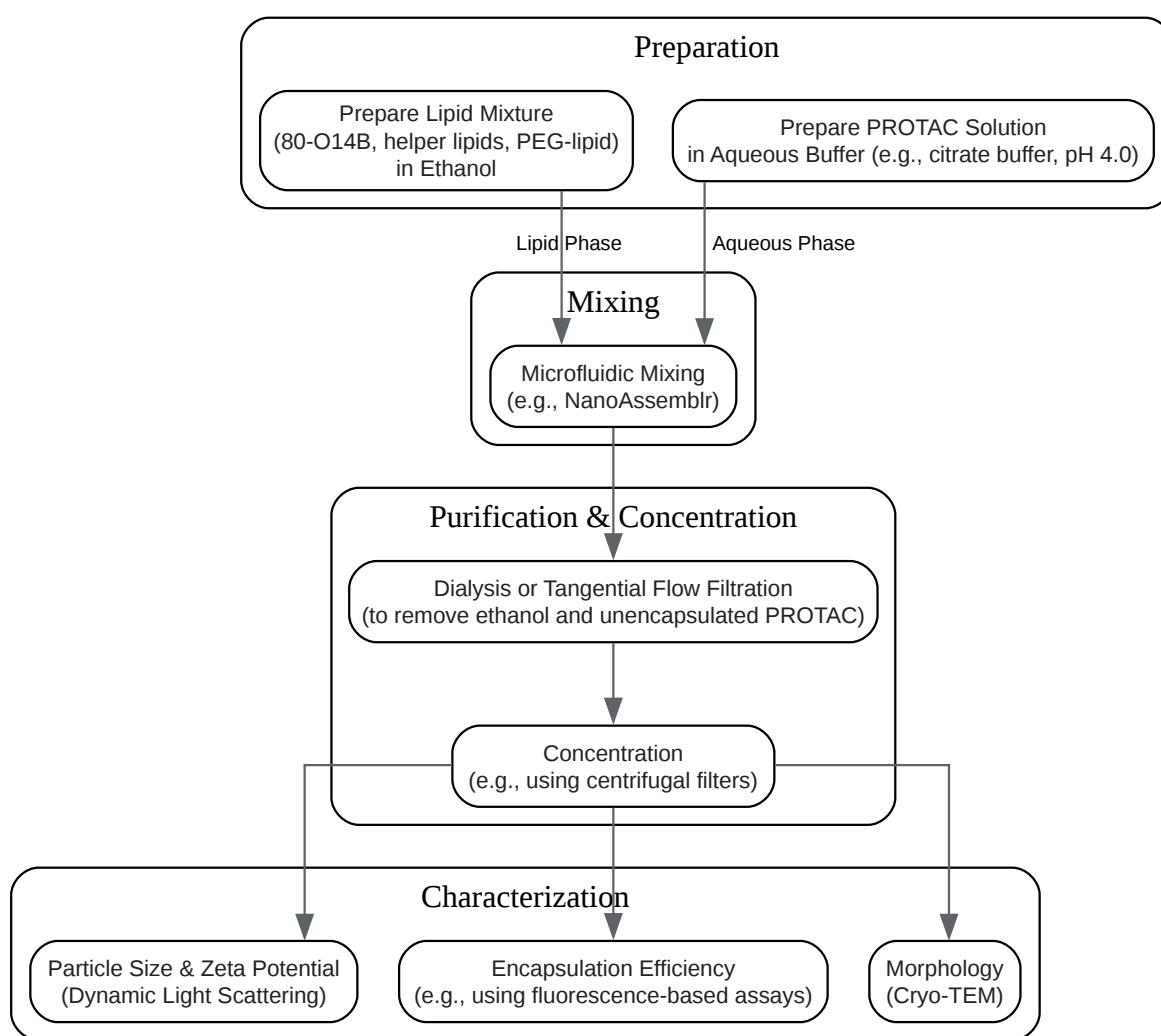 Preparation
Prepare Lipid Mixture
(80-O14B, helper lipids, PEG-lipid)
in Ethanol
Prepare PROTAC Solution
in Aqueous Buffer (e.g., citrate buffer, pH 4.0)
Lipid Phase
Aqueous Phase
Mixing
Microfluidic Mixing
(e.g., NanoAssemblr)
Purification & Concentration
Dialysis or Tangential Flow Filtration
(to remove ethanol and unencapsulated PROTAC)
Concentration
(e.g., using centrifugal filters)
Characterization
Particle Size & Zeta Potential
(Dynamic Light Scattering)
Encapsulation Efficiency
(e.g., using fluorescence-based assays)
Morphology
(Cryo-TEM)